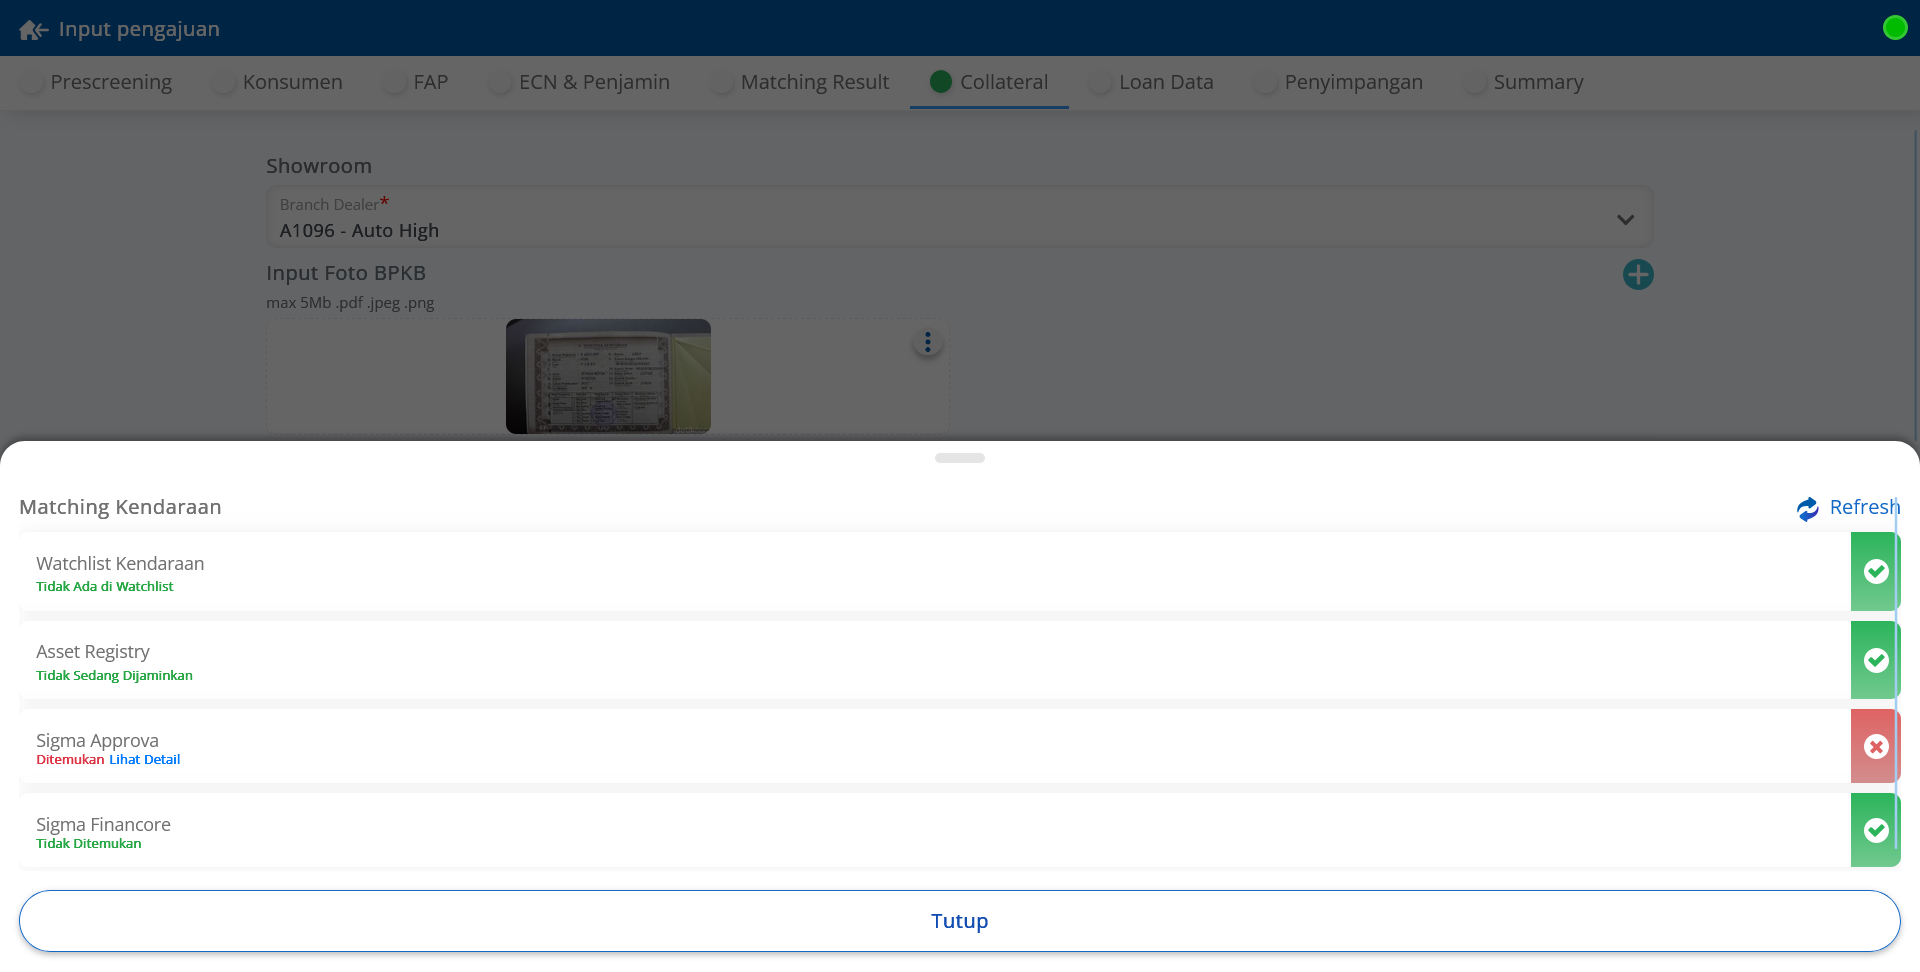 Input pengajuan
Prescreening Konsumen FAP ECN & Penjamin Matching Result Collateral Loan Data Penyimpangan Summary
Showroom
Branch Dealer*
A1096 - Auto High
Input Foto BPKB
max 5Mb .pdf .jpeg .png
Matching Kendaraan
Refresh
Watchlist Kendaraan
Tidak Ada di Watchlist
Asset Registry
Tidak Sedang Dijaminkan
Sigma Approva
Ditemukan Lihat Detail
Sigma Financore
Tidak Ditemukan
Tutup